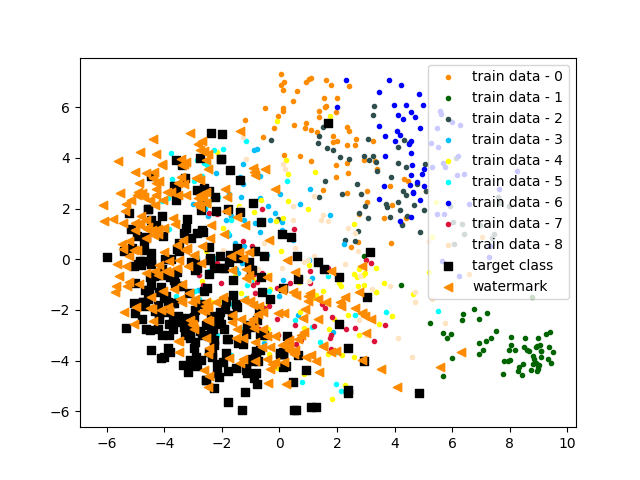 train data - 0
train data - 1
train data - 2
train data - 3
train data - 4
train data - 5
train data - 6
train data - 7
train data - 8
target class
watermark
6
4
2
0
−2
−4
−6
−6 −4 −2 0 2 4 6 8 10